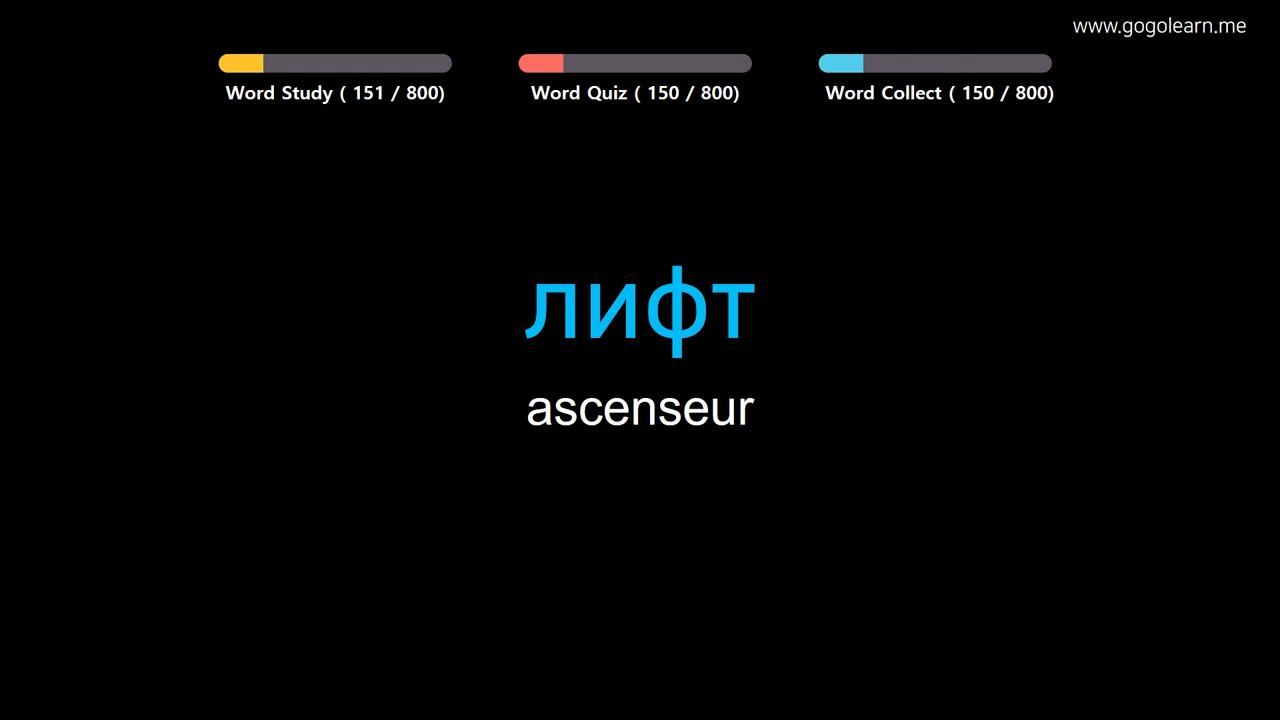 www.gogolearn.me
Word Study ( 151 / 800)
Word Quiz ( 150 / 800)
Word Collect ( 150 / 800)
лифт
ascenseur